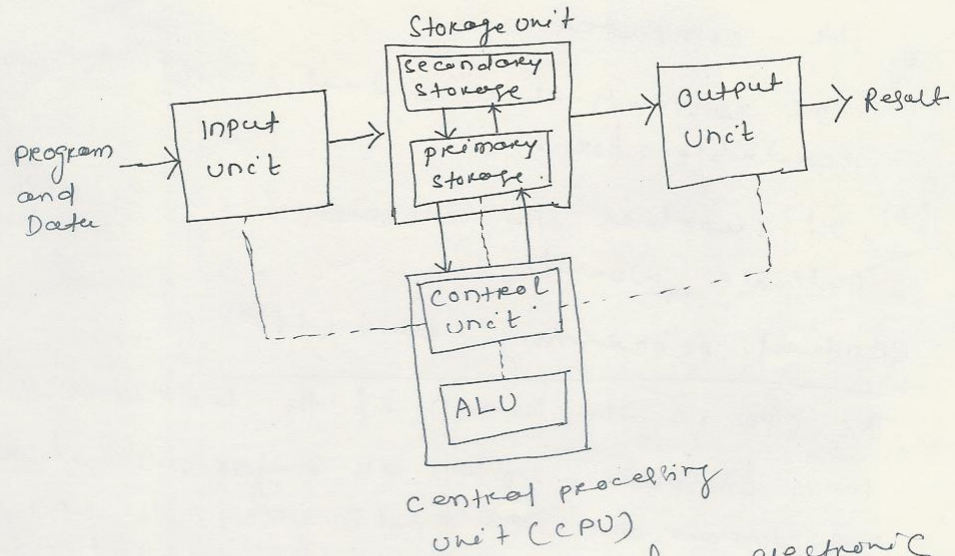 Storage unit
secondary
storage
primary
storage.
Input
unit
output
unit
Result
program
and
Data
control
unit
ALU
central processing
unit (CPU)
electronic